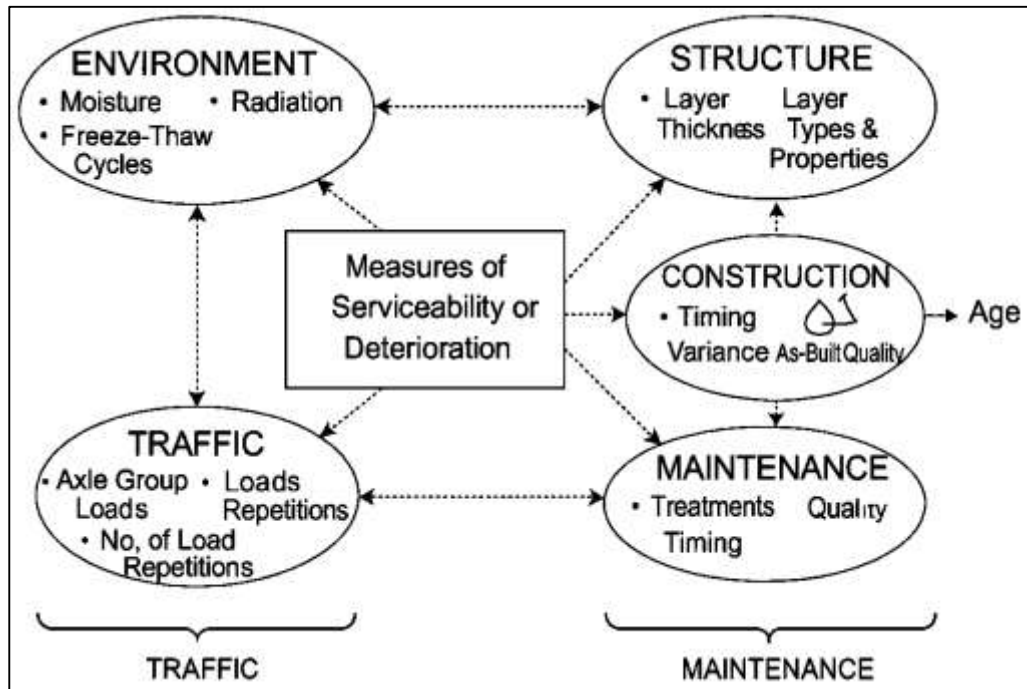 ENVIRONMENT
• Moisture • Radiation
• Freeze-Thaw
Cycles
STRUCTURE
• Layer Layer
Thickness Types &
Properties
Measures of
Serviceability or
Deterioration
CONSTRUCTION
• Timing
Variance As-Built Quality
Age
TRAFFIC
• Axle Group • Loads
Loads Repetitions
• No, of Load
Repetitions
MAINTENANCE
• Treatments Quality
Timing
TRAFFIC
MAINTENANCE